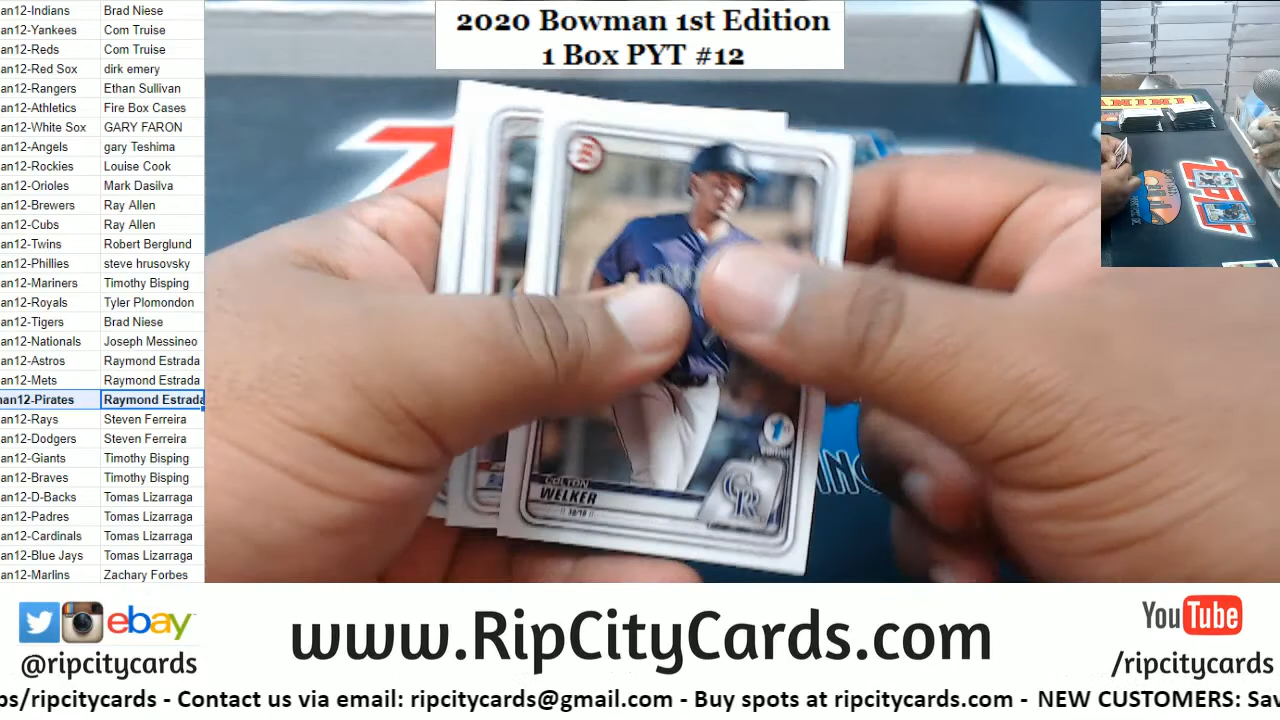 an12-Indians Brad Niese
an12-Yankees Com Truise
an12-Reds Com Truise
an12-Red Sox dirk emery
an12-Rangers Ethan Sullivan
an12-Athletics Fire Box Cases
an12-White Sox GARY FARON
an12-Angels gary Teshima
an12-Rockies Louise Cook
an12-Orioles Mark Dasilva
an12-Brewers Ray Allen
an12-Cubs Ray Allen
an12-Twins Robert Berglund
an12-Phillies steve hrusovsky
an12-Mariners Timothy Bisping
an12-Royals Tyler Plomondon
an12-Tigers Brad Niese
an12-Nationals Joseph Messineo
an12-Astros Raymond Estrada
an12-Mets Raymond Estrada
an12-Pirates Raymond Estrada
an12-Rays Steven Ferreira
an12-Dodgers Steven Ferreira
an12-Giants Timothy Bisping
an12-Braves Timothy Bisping
an12-D-Backs Tomas Lizarraga
an12-Padres Tomas Lizarraga
an12-Cardinals Tomas Lizarraga
an12-Blue Jays Tomas Lizarraga
an12-Marlins Zachary Forbes
2020 Bowman 1st Edition
1 Box PYT #12
B
1st
COLTON
WELKER
CR
ebay
@ripcitycards
www.RipCityCards.com
YouTube
/ripcitycards
ps/ripcitycards - Contact us via email: ripcitycards@gmail.com - Buy spots at ripcitycards.com - NEW CUSTOMERS: Sav